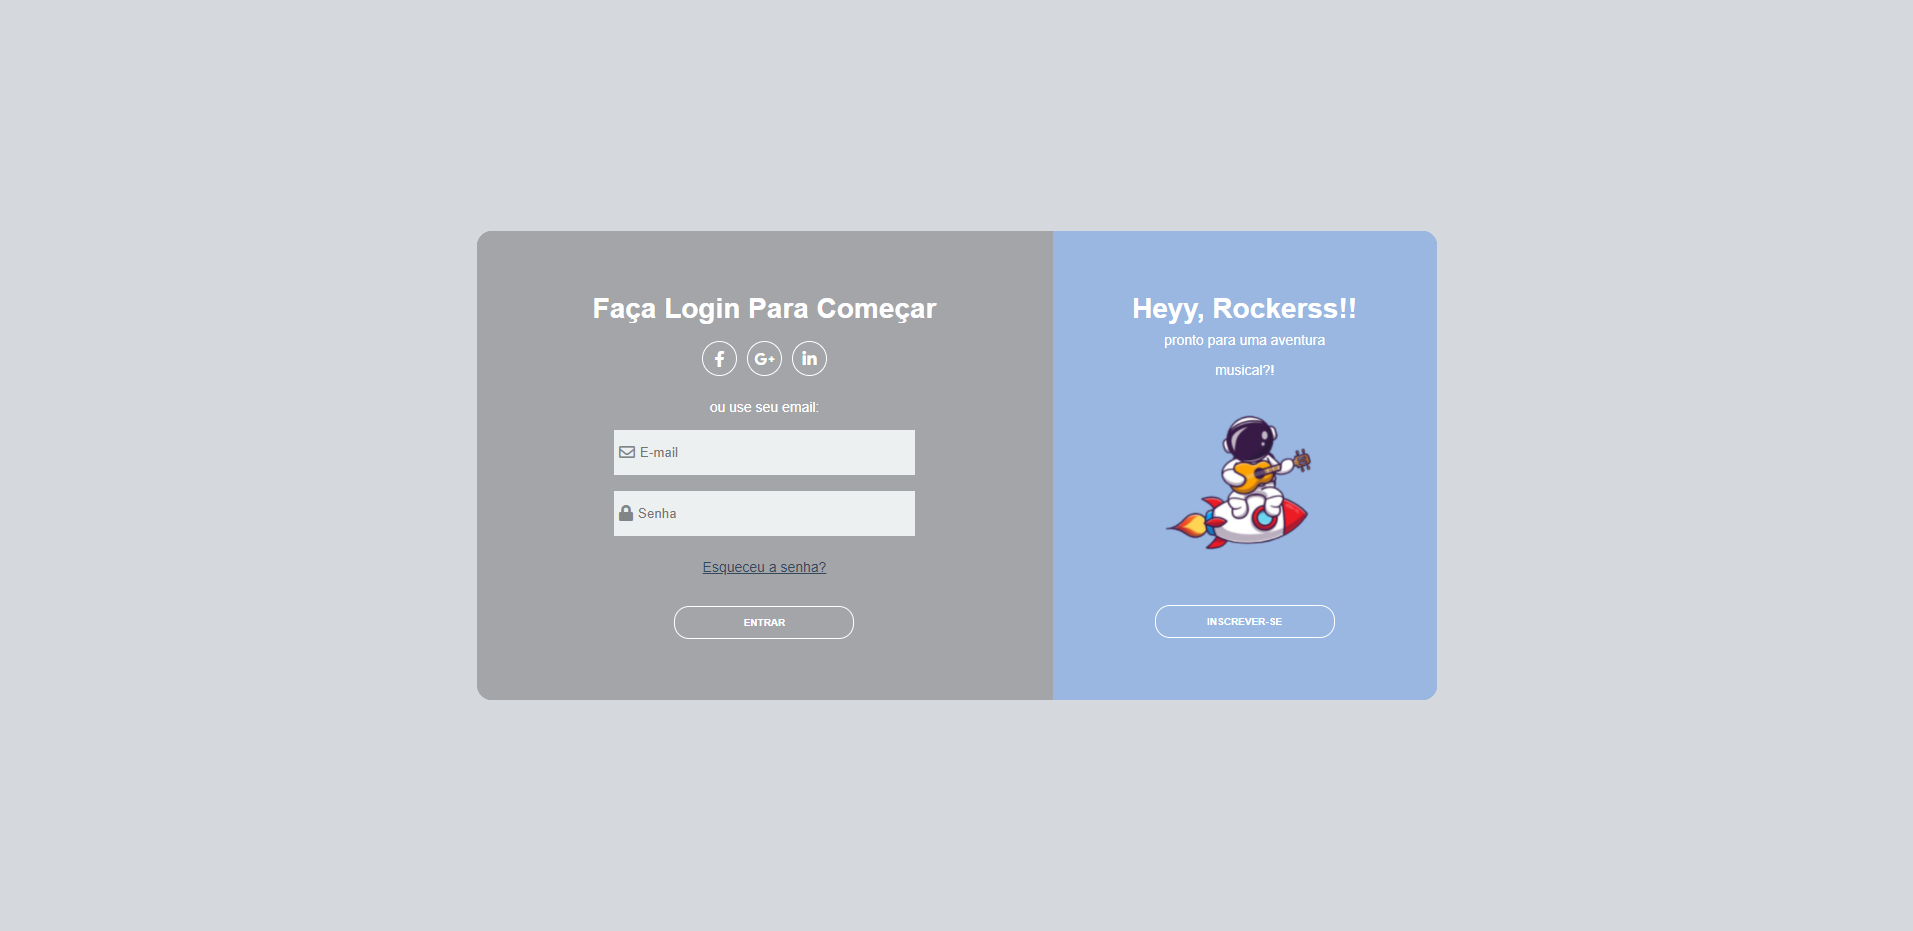 Faça Login Para Começar
ou use seu email:
E-mail
Senha
Esqueceu a senha?
ENTRAR
Heyy, Rockerss!!
pronto para uma aventura
musical?!
INSCREVER-SE